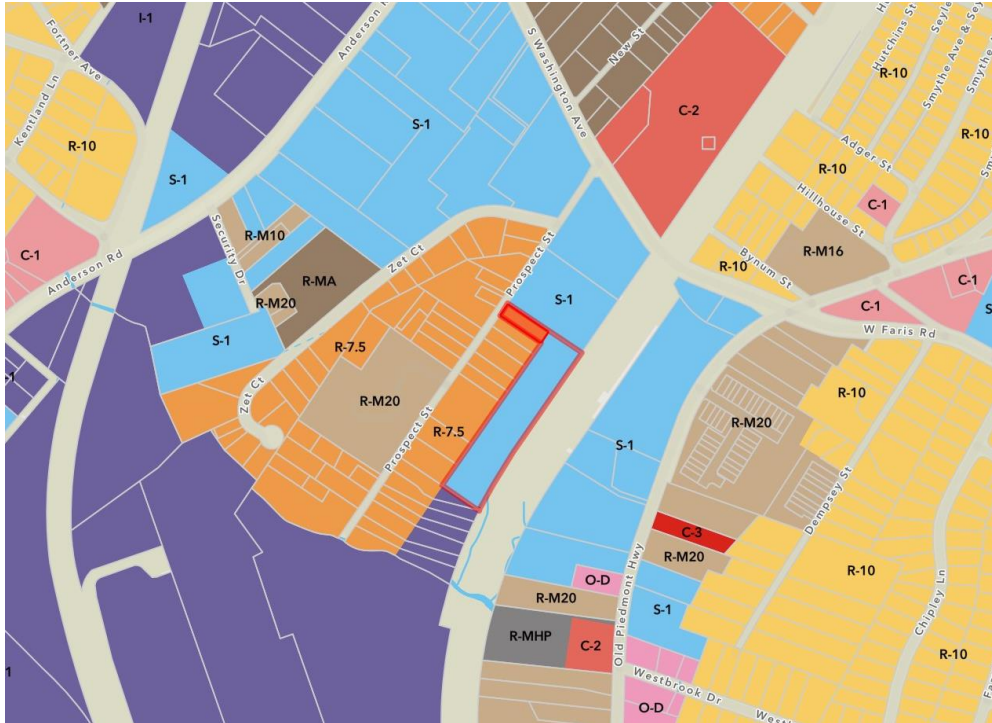 I-1
Fortner Ave
Kentland Ln
Anderson R
S Washington Ave
New St
C-2
R-10
Hutchins St
Smythe Ave & Sey
R-10
S-1
R-10
S-1
Adger St
R-10
Hillhouse St
C-1
C-1
Anderson Rd
Security Dr
R-M10
R-MA
R-M20
Zet Ct
Prospect St
S-1
R-10
Bynum St
R-M16
C-1
C-1
W Faris Rd
S-1
R-7.5
R-M20
Zet Ct
Prospect St
R-7.5
S-1
R-M20
R-10
Dempsey St
C-3
R-M20
R-10
O-D
R-M20
S-1
R-MHP
C-2
Old Piedmont Hwy
Chipley Ln
R-10
Westbrook Dr
O-D